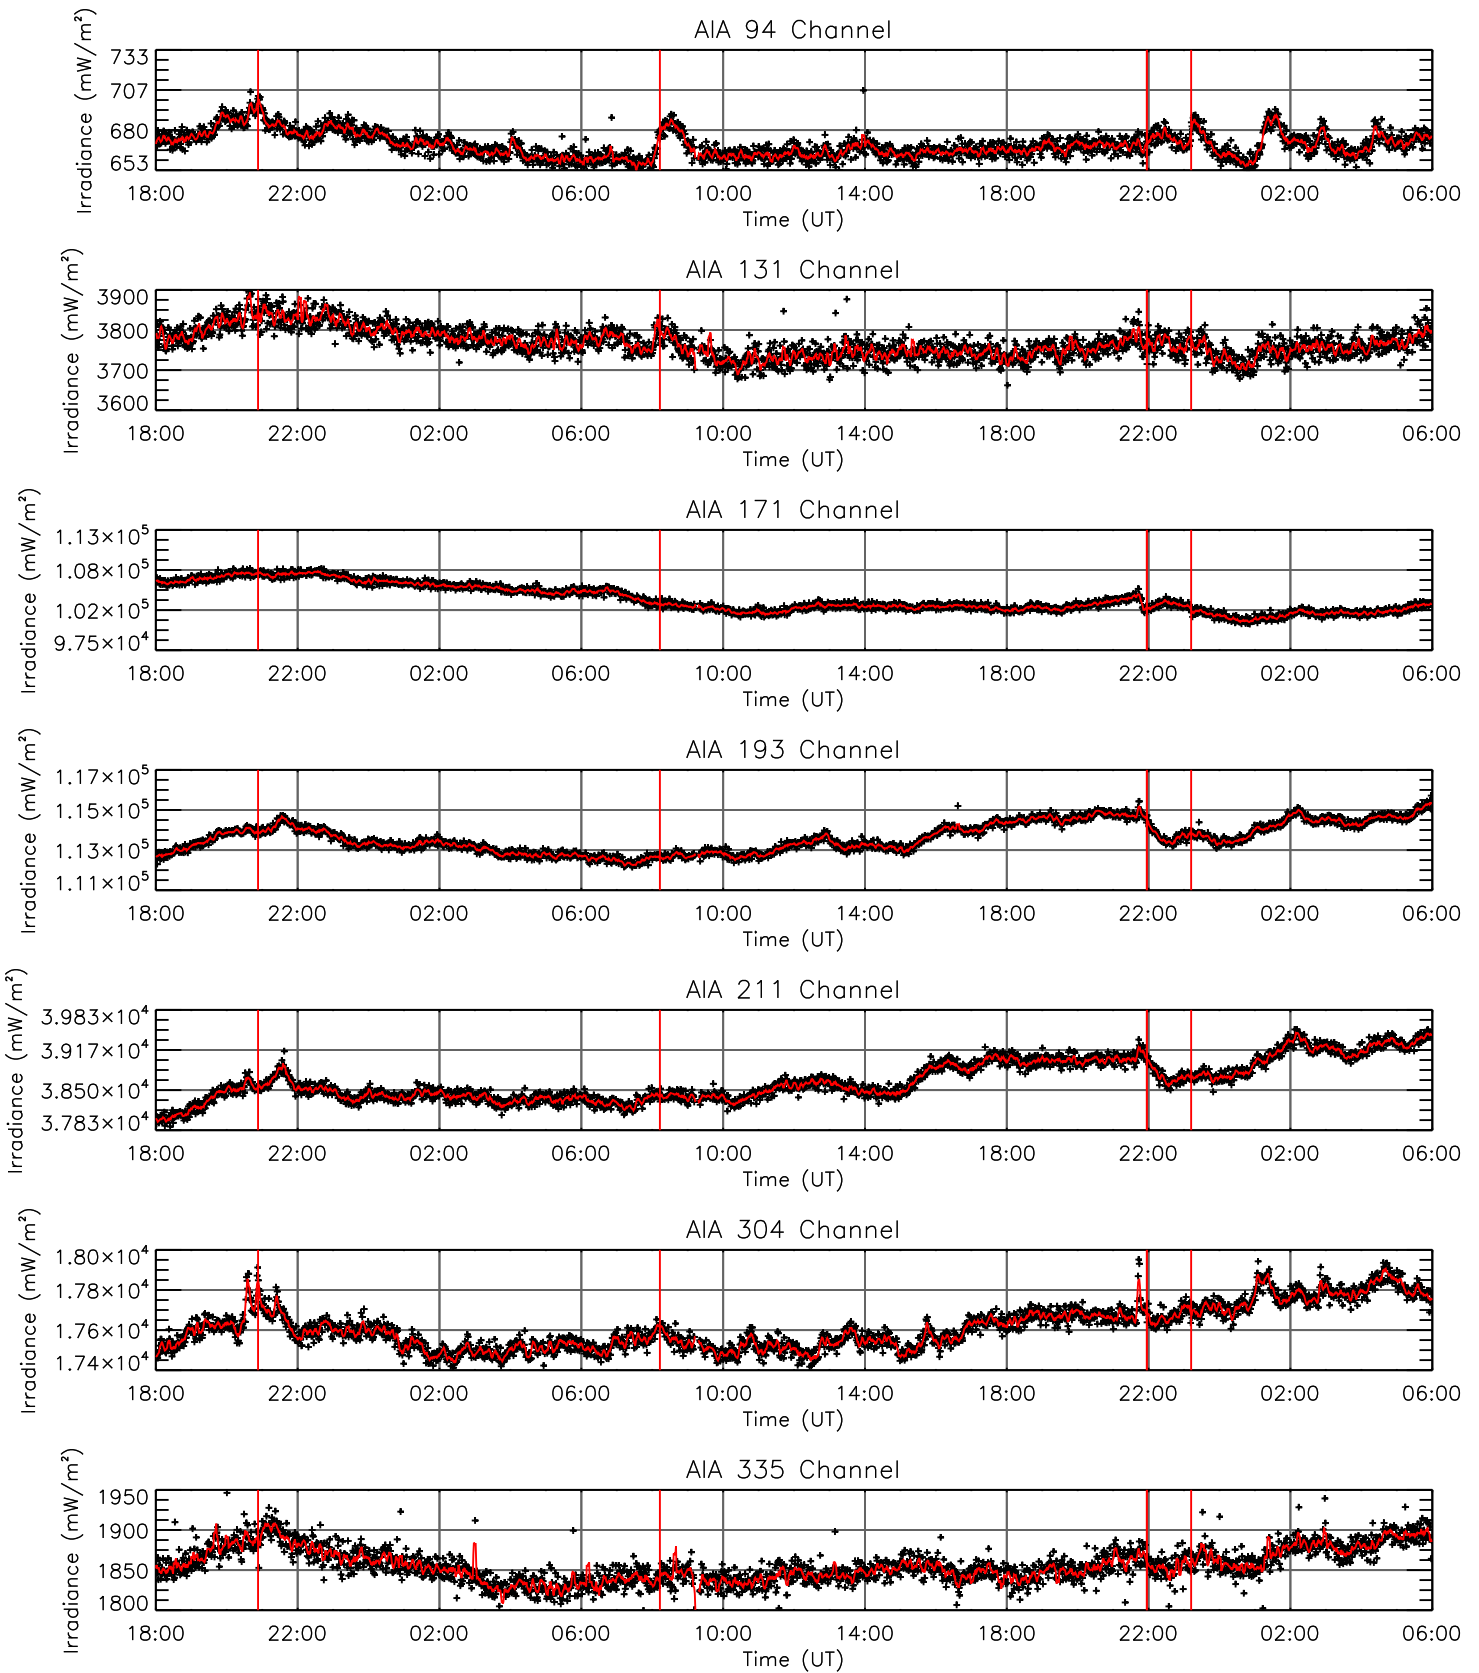 AIA 94 Channel
Irradiance (mW/m²)
733
707
680
653
18:00 22:00 02:00 06:00 10:00 14:00 18:00 22:00 02:00 06:00
Time (UT)
AIA 131 Channel
Irradiance (mW/m²)
3900
3800
3700
3600
18:00 22:00 02:00 06:00 10:00 14:00 18:00 22:00 02:00 06:00
Time (UT)
AIA 171 Channel
Irradiance (mW/m²)
1.13×10⁵
1.08×10⁵
1.02×10⁵
9.75×10⁴
18:00 22:00 02:00 06:00 10:00 14:00 18:00 22:00 02:00 06:00
Time (UT)
AIA 193 Channel
Irradiance (mW/m²)
1.17×10⁵
1.15×10⁵
1.13×10⁵
1.11×10⁵
18:00 22:00 02:00 06:00 10:00 14:00 18:00 22:00 02:00 06:00
Time (UT)
AIA 211 Channel
Irradiance (mW/m²)
3.983×10⁴
3.917×10⁴
3.850×10⁴
3.783×10⁴
18:00 22:00 02:00 06:00 10:00 14:00 18:00 22:00 02:00 06:00
Time (UT)
AIA 304 Channel
Irradiance (mW/m²)
1.80×10⁴
1.78×10⁴
1.76×10⁴
1.74×10⁴
18:00 22:00 02:00 06:00 10:00 14:00 18:00 22:00 02:00 06:00
Time (UT)
AIA 335 Channel
Irradiance (mW/m²)
1950
1900
1850
1800
18:00 22:00 02:00 06:00 10:00 14:00 18:00 22:00 02:00 06:00
Time (UT)